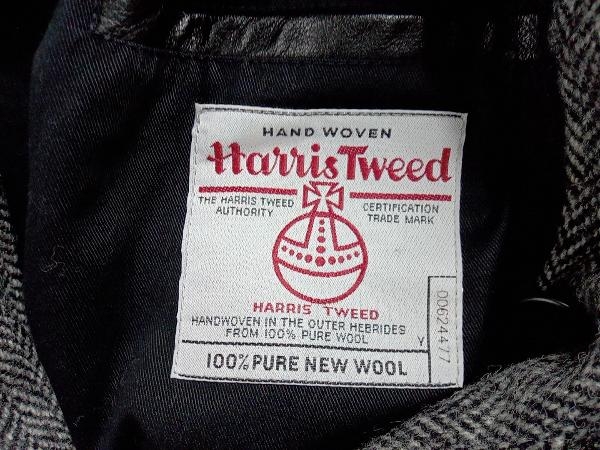 HAND WOVEN
Harris Tweed
THE HARRIS TWEED
AUTHORITY
CERTIFICATION
TRADE MARK
HARRIS TWEED
HANDWOVEN IN THE OUTER HEBRIDES
FROM 100% PURE WOOL
Y
00624477
100% PURE NEW WOOL